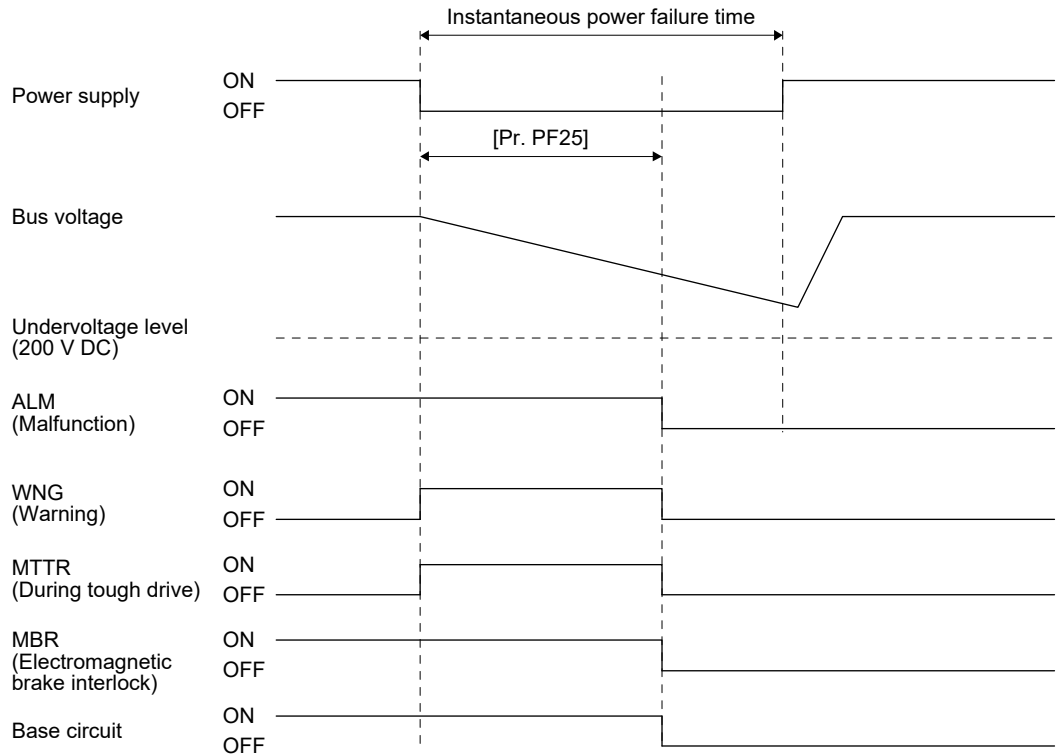 Instantaneous power failure time
Power supply
ON
OFF
[Pr. PF25]
Bus voltage
Undervoltage level
(200 V DC)
ALM
(Malfunction)
ON
OFF
WNG
(Warning)
ON
OFF
MTTR
(During tough drive)
ON
OFF
MBR
(Electromagnetic
brake interlock)
ON
OFF
Base circuit
ON
OFF